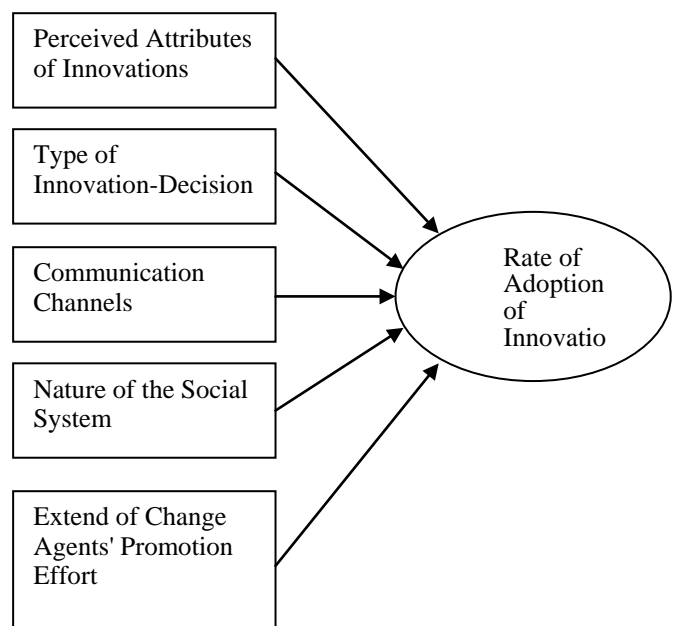 Perceived Attributes
of Innovations
Type of
Innovation-Decision
Communication
Channels
Nature of the Social
System
Extend of Change
Agents' Promotion
Effort
Rate of
Adoption
of
Innovatio